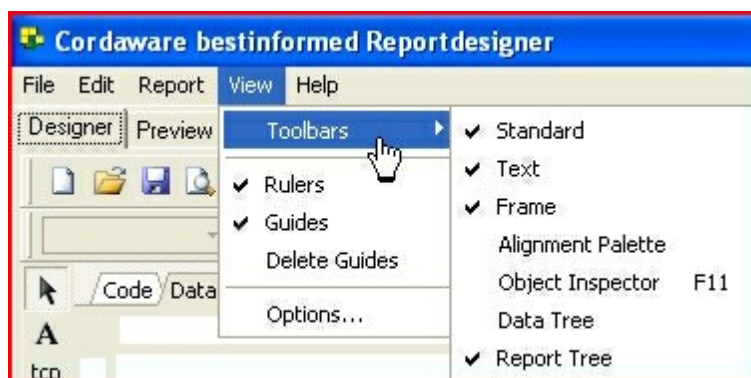 Cordaware bestinformed Reportdesigner
File Edit Report View Help
Designer Preview
Toolbars
Rulers
Guides
Delete Guides
Options...
Standard
Text
Frame
Alignment Palette
Object Inspector F11
Data Tree
Report Tree
Code Data
A
tcp